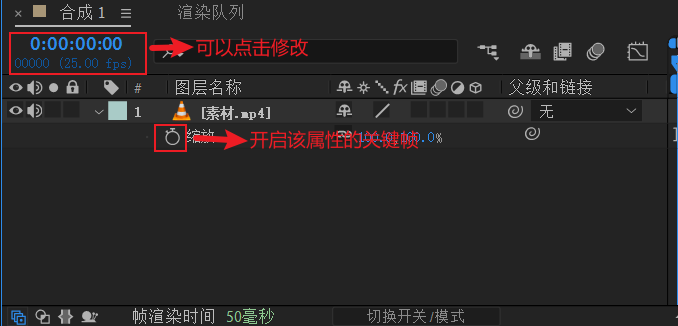 × 合成 1 ≡ 渲染队列
0:00:00:00 可以点击修改
00000 (25.00 fps)
# 图层名称 fx 父级和链接
1 [素材.mp4] 无
缩放 100.0,100.0% 开启该属性的关键帧
帧渲染时间 50毫秒 切换开关/模式